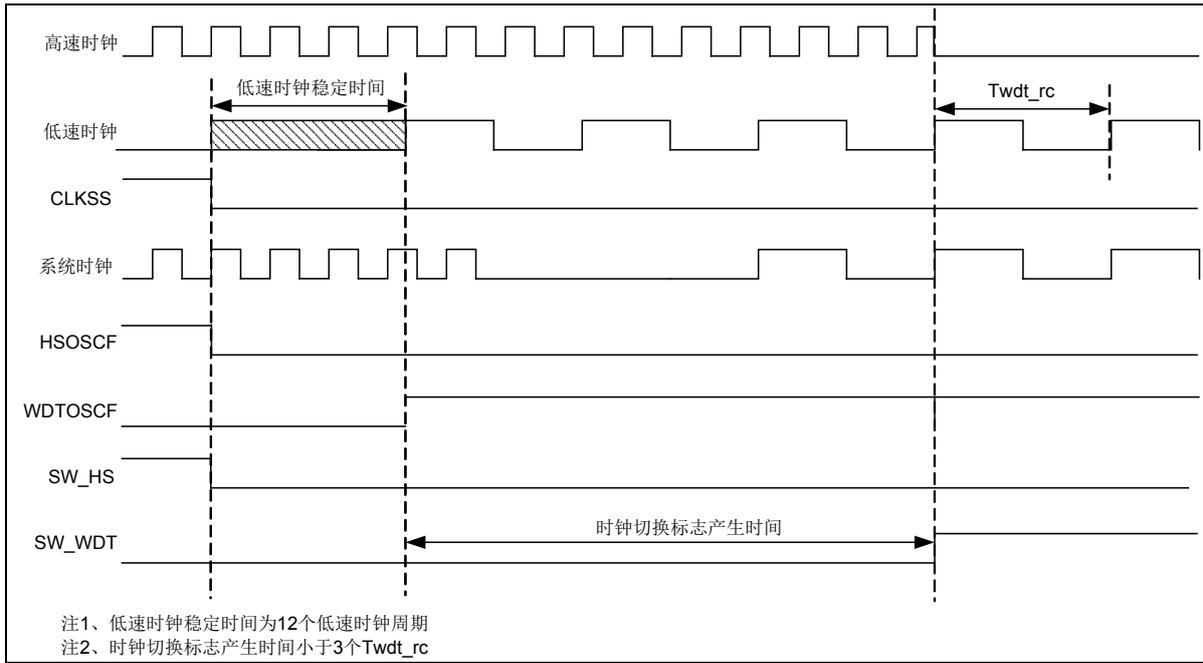 高速时钟
低速时钟稳定时间
Twdt_rc
低速时钟
CLKSS
系统时钟
HSOSCF
WDTOSCF
SW_HS
时钟切换标志产生时间
SW_WDT
注1、低速时钟稳定时间为12个低速时钟周期
注2、时钟切换标志产生时间小于3个Twdt_rc